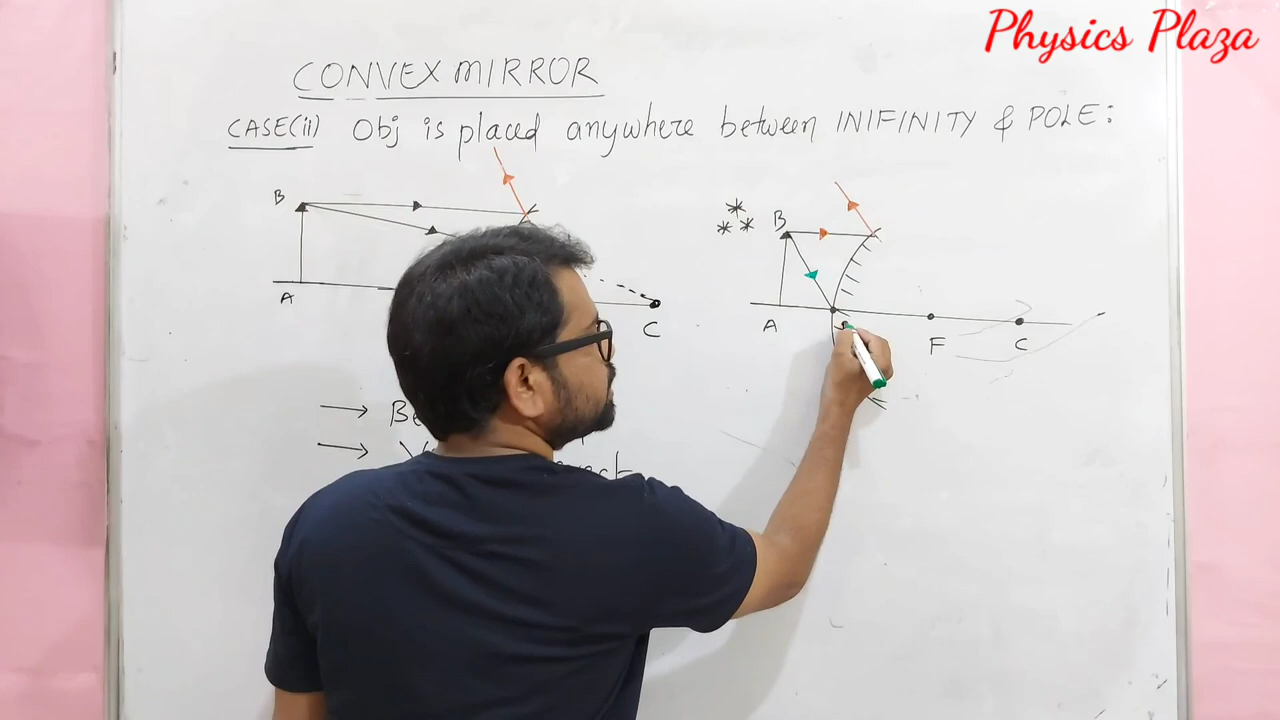 Physics Plaza
CONVEX MIRROR
CASE(ii) Obj is placed anywhere between INIFINITY & POLE:
B
A
C
B
A
F
C